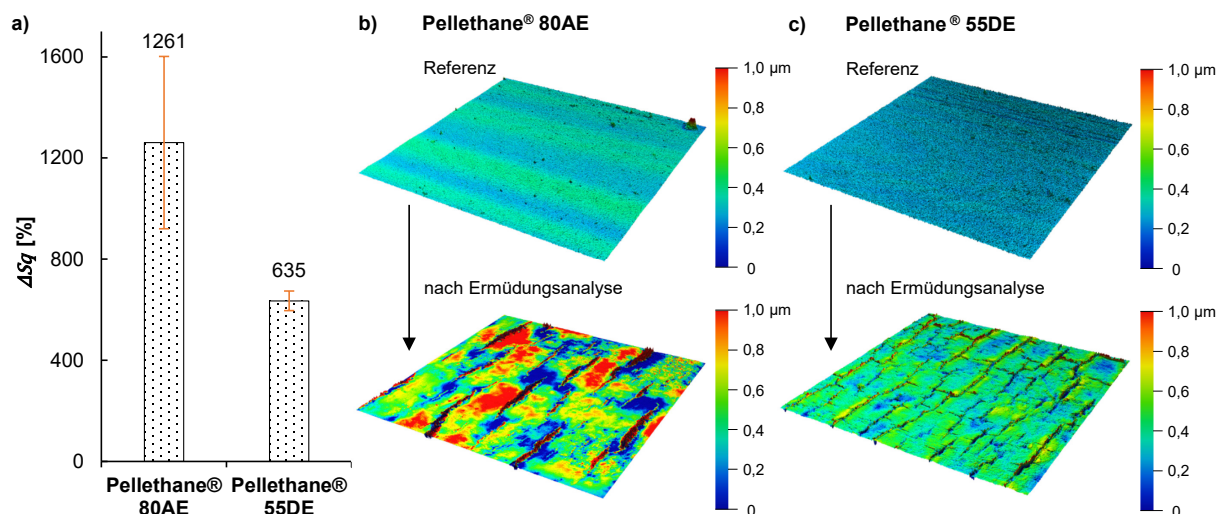 a)
ΔSq [%]
1600
1200
800
400
0
1261
635
Pellethane®
80AE
Pellethane®
55DE
b) Pellethane® 80AE
Referenz
1,0 µm
0,8
0,6
0,4
0,2
0
nach Ermüdungsanalyse
1,0 µm
0,8
0,6
0,4
0,2
0
c) Pellethane® 55DE
Referenz
1,0 µm
0,8
0,6
0,4
0,2
0
nach Ermüdungsanalyse
1,0 µm
0,8
0,6
0,4
0,2
0